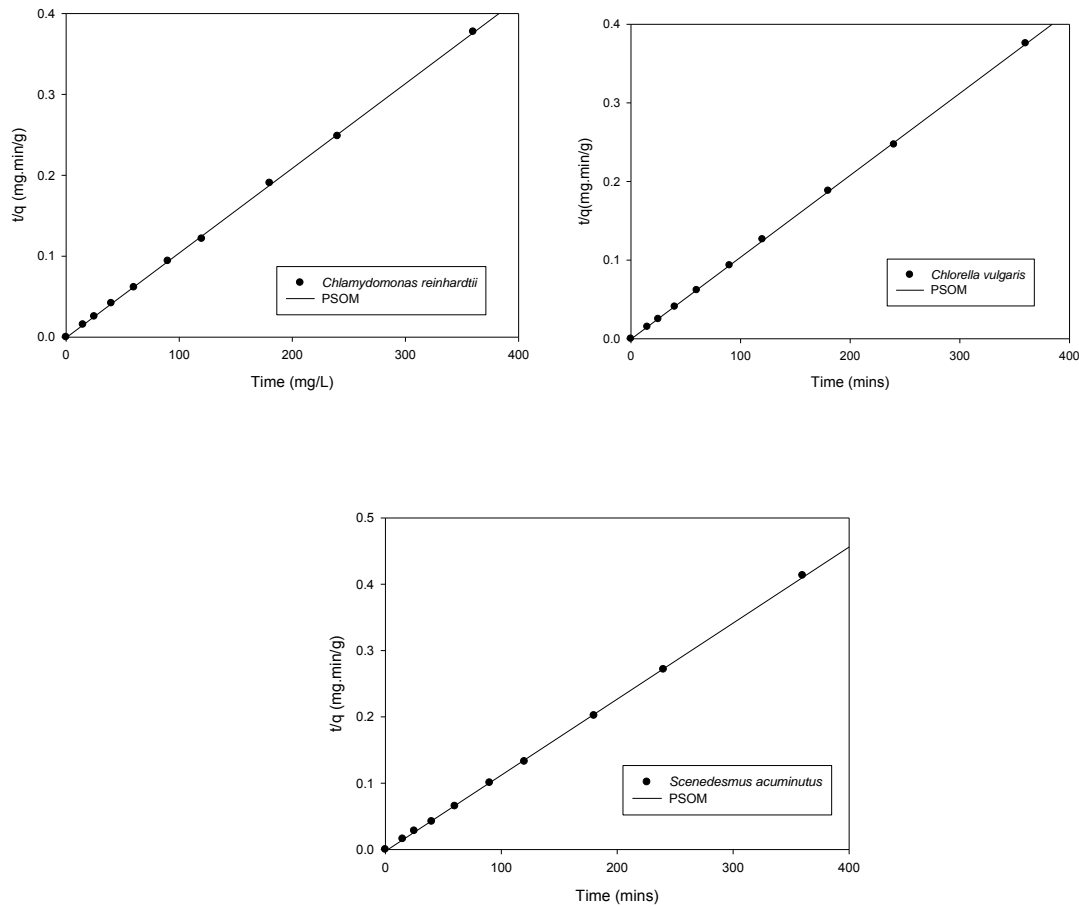 0.4
0.3
0.2
0.1
0.0
t/q (mg.min/g)
0 100 200 300 400
Time (mg/L)
Chlamydomonas reinhardtii
PSOM
0.4
0.3
0.2
0.1
0.0
t/q(mg.min/g)
0 100 200 300 400
Time (mins)
Chlorella vulgaris
PSOM
0.5
0.4
0.3
0.2
0.1
0.0
t/q (mg.min/g)
0 100 200 300 400
Time (mins)
Scenedesmus acuminutus
PSOM